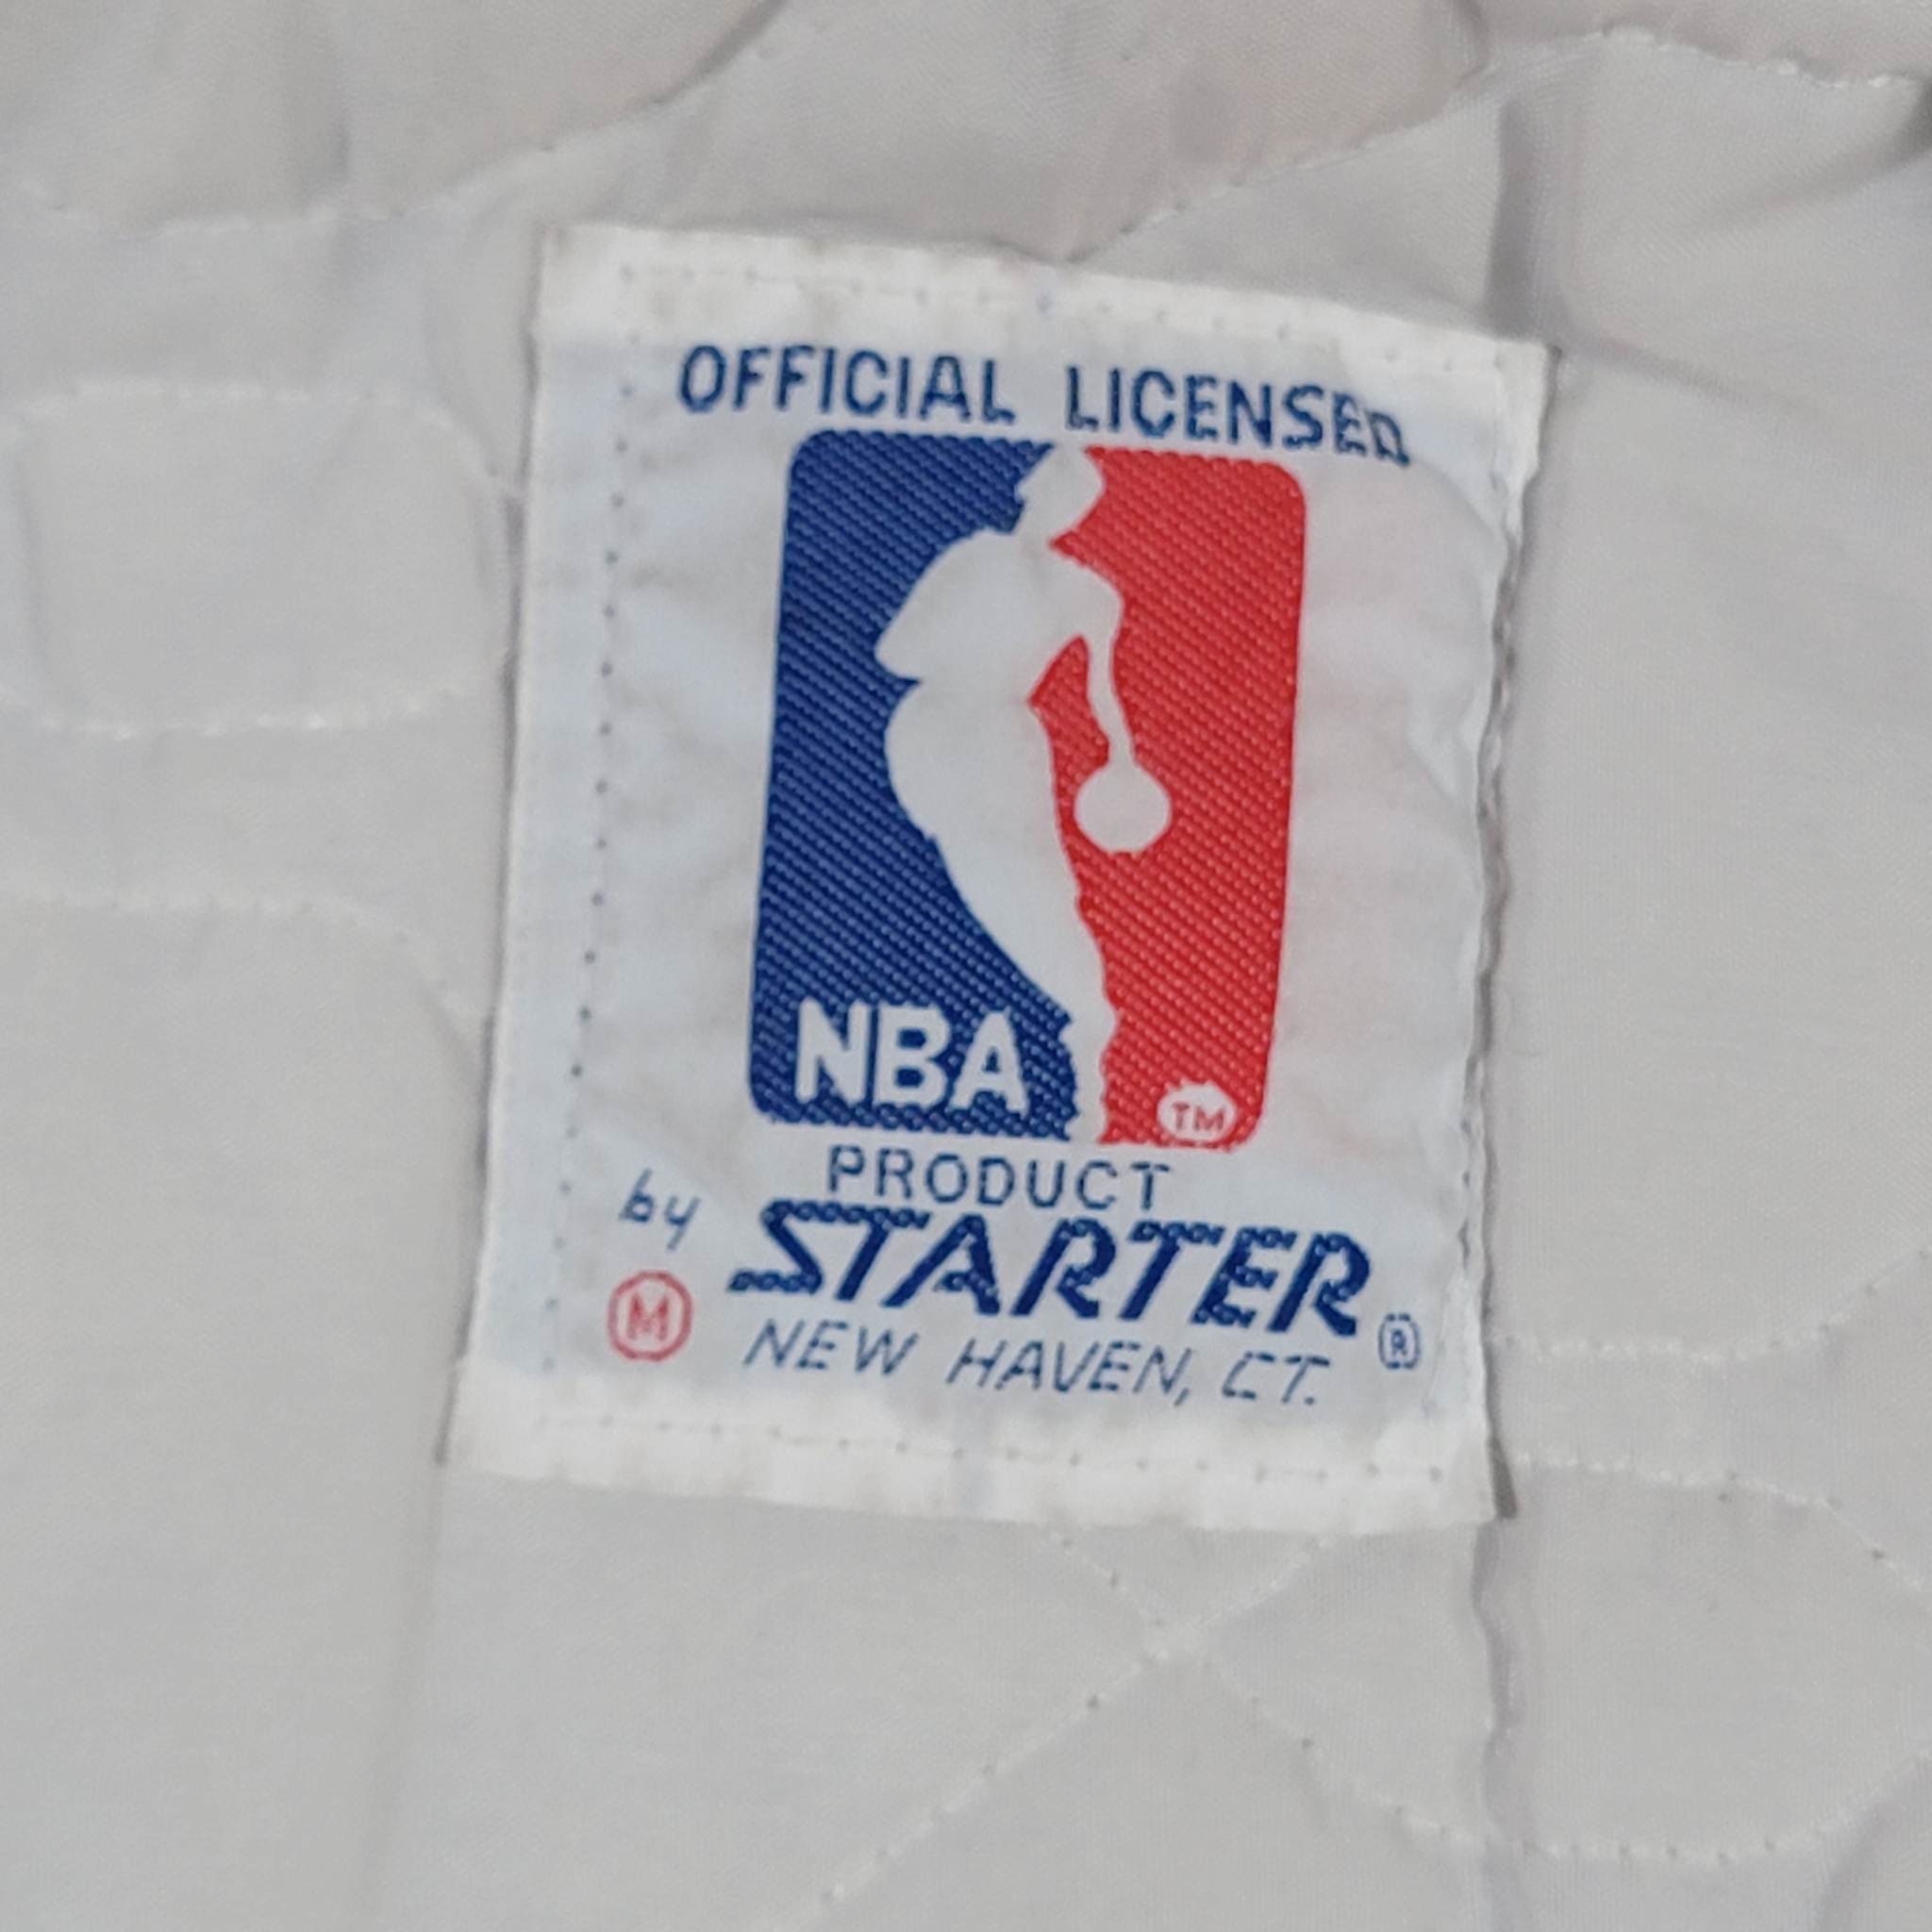 OFFICIAL LICENSED
NBA
TM
PRODUCT
by STARTER ®
M NEW HAVEN, CT.